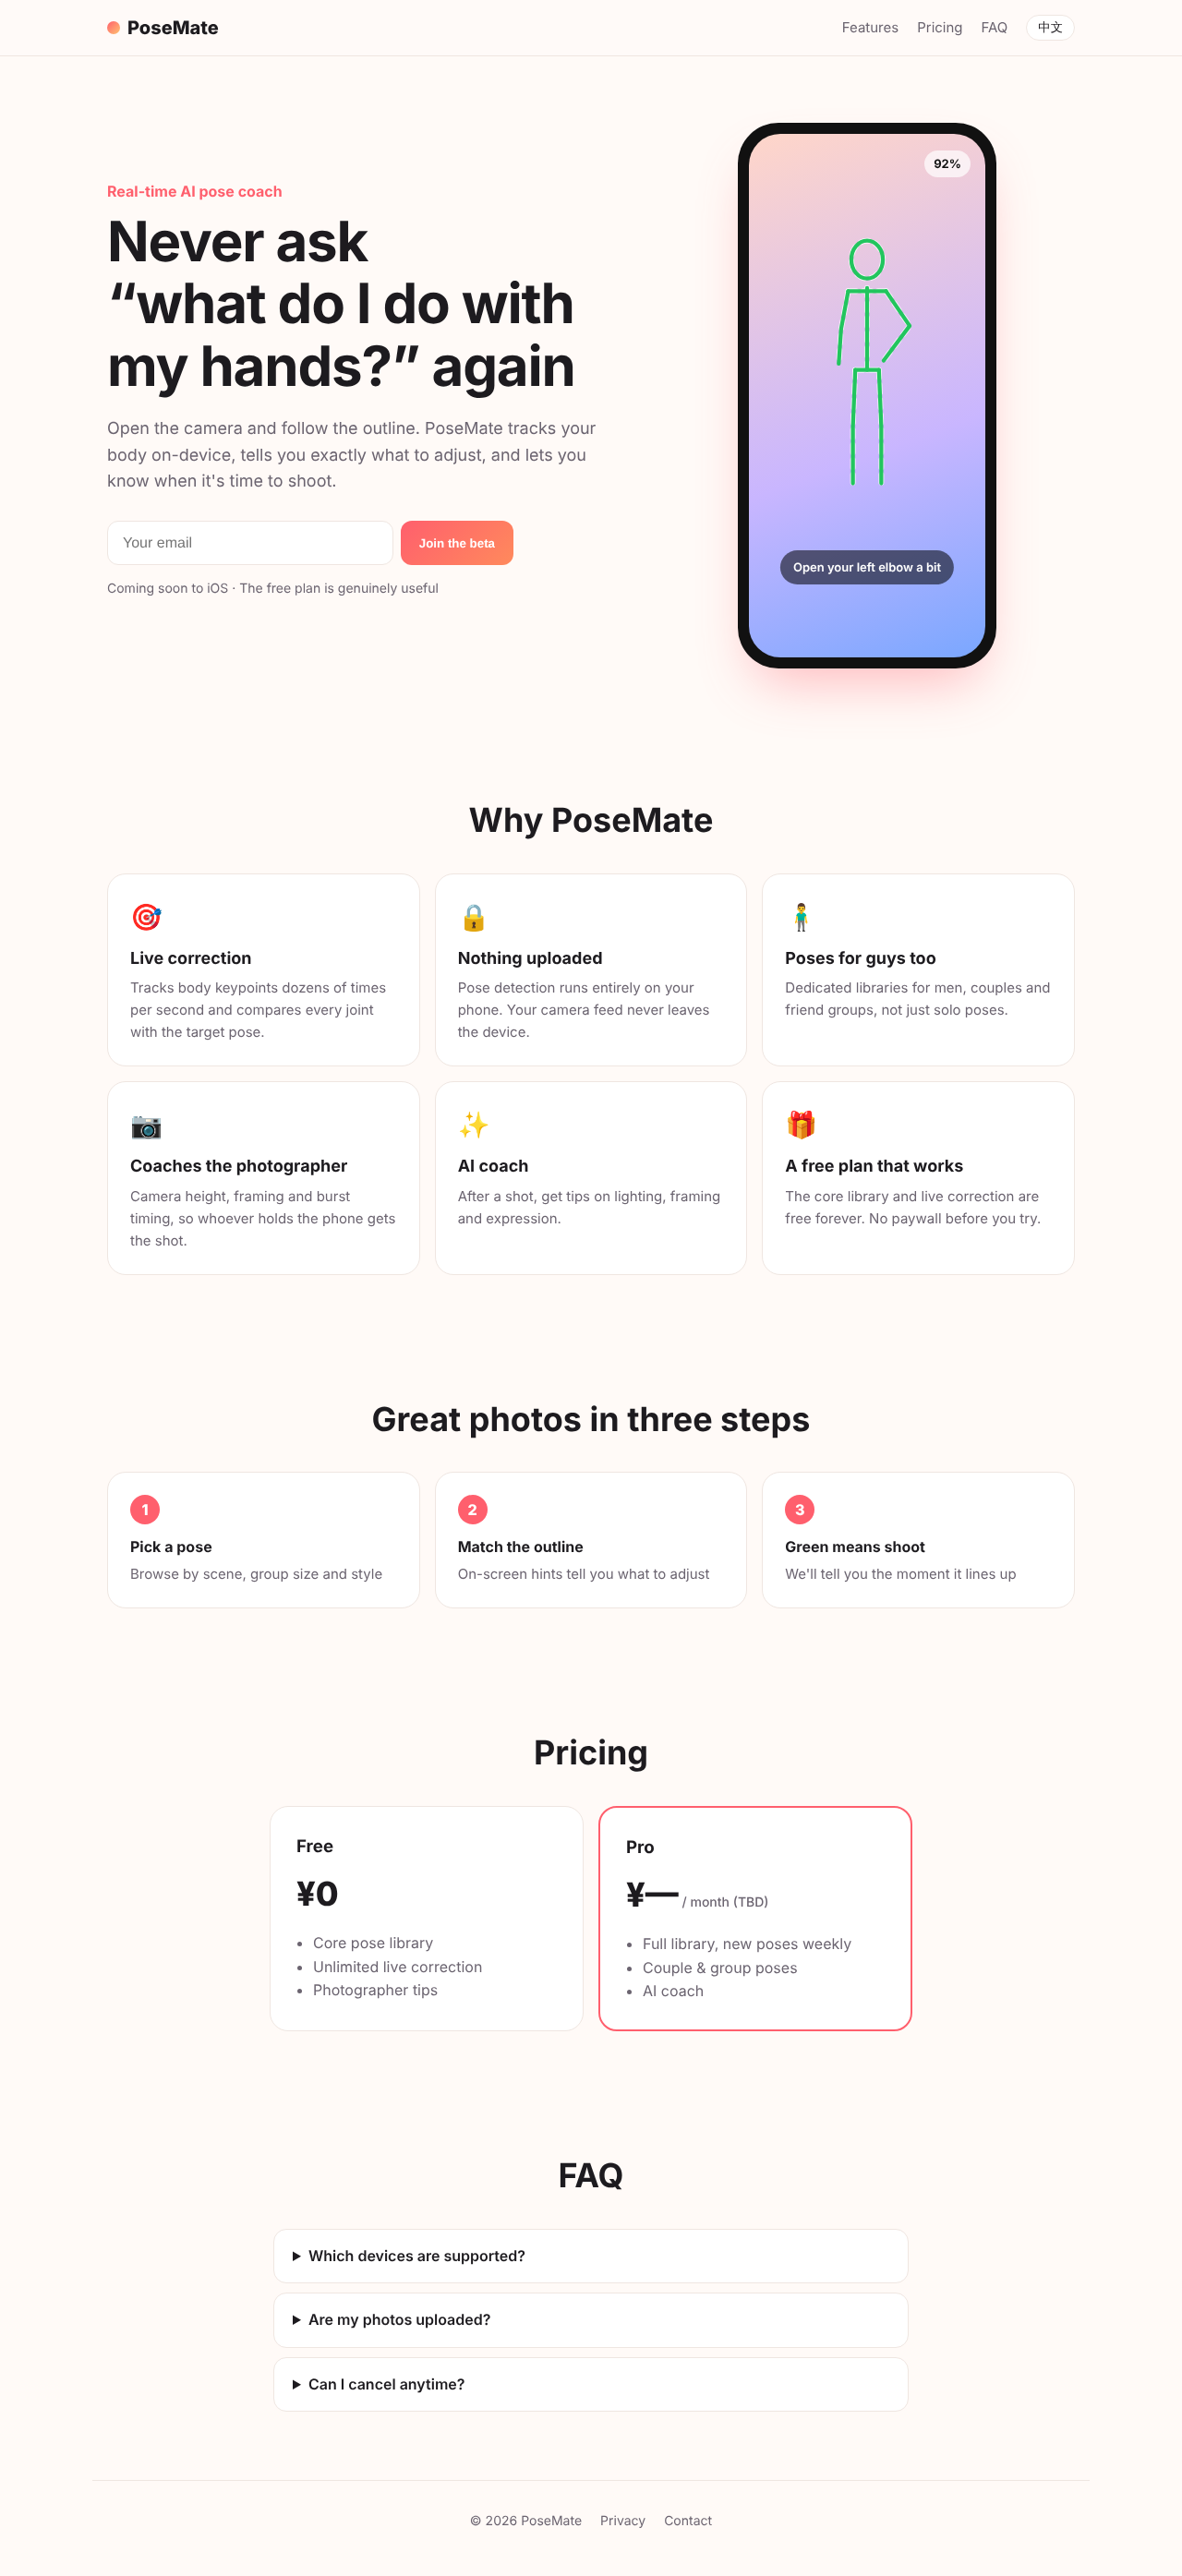 PoseMate
Features Pricing FAQ 中文
Real-time AI pose coach
Never ask
“what do I do with
my hands?” again
Open the camera and follow the outline. PoseMate tracks your
body on-device, tells you exactly what to adjust, and lets you
know when it's time to shoot.
Your email
Join the beta
Coming soon to iOS · The free plan is genuinely useful
92%
Open your left elbow a bit
Why PoseMate
Live correction
Tracks body keypoints dozens of times
per second and compares every joint
with the target pose.
Nothing uploaded
Pose detection runs entirely on your
phone. Your camera feed never leaves
the device.
Poses for guys too
Dedicated libraries for men, couples and
friend groups, not just solo poses.
Coaches the photographer
Camera height, framing and burst
timing, so whoever holds the phone gets
the shot.
AI coach
After a shot, get tips on lighting, framing
and expression.
A free plan that works
The core library and live correction are
free forever. No paywall before you try.
Great photos in three steps
1
Pick a pose
Browse by scene, group size and style
2
Match the outline
On-screen hints tell you what to adjust
3
Green means shoot
We'll tell you the moment it lines up
Pricing
Free
¥0
• Core pose library
• Unlimited live correction
• Photographer tips
Pro
¥— / month (TBD)
• Full library, new poses weekly
• Couple & group poses
• AI coach
FAQ
Which devices are supported?
Are my photos uploaded?
Can I cancel anytime?
© 2026 PoseMate Privacy Contact